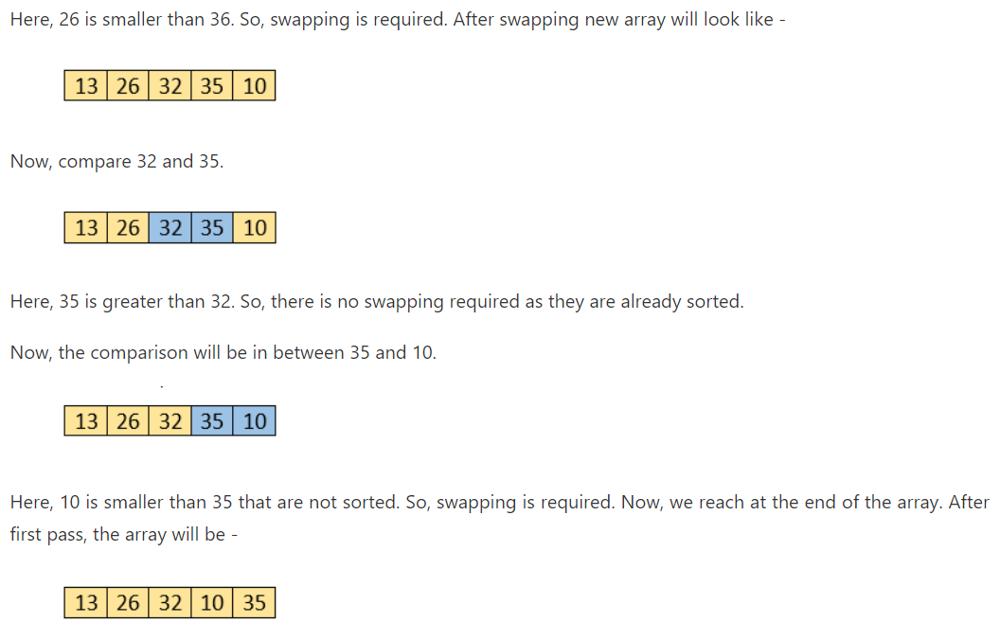 Here, 26 is smaller than 36. So, swapping is required. After swapping new array will look like -
13 26 32 35 10
Now, compare 32 and 35.
13 26 32 35 10
Here, 35 is greater than 32. So, there is no swapping required as they are already sorted.
Now, the comparison will be in between 35 and 10.
13 26 32 35 10
Here, 10 is smaller than 35 that are not sorted. So, swapping is required. Now, we reach at the end of the array. After
first pass, the array will be -
13 26 32 10 35